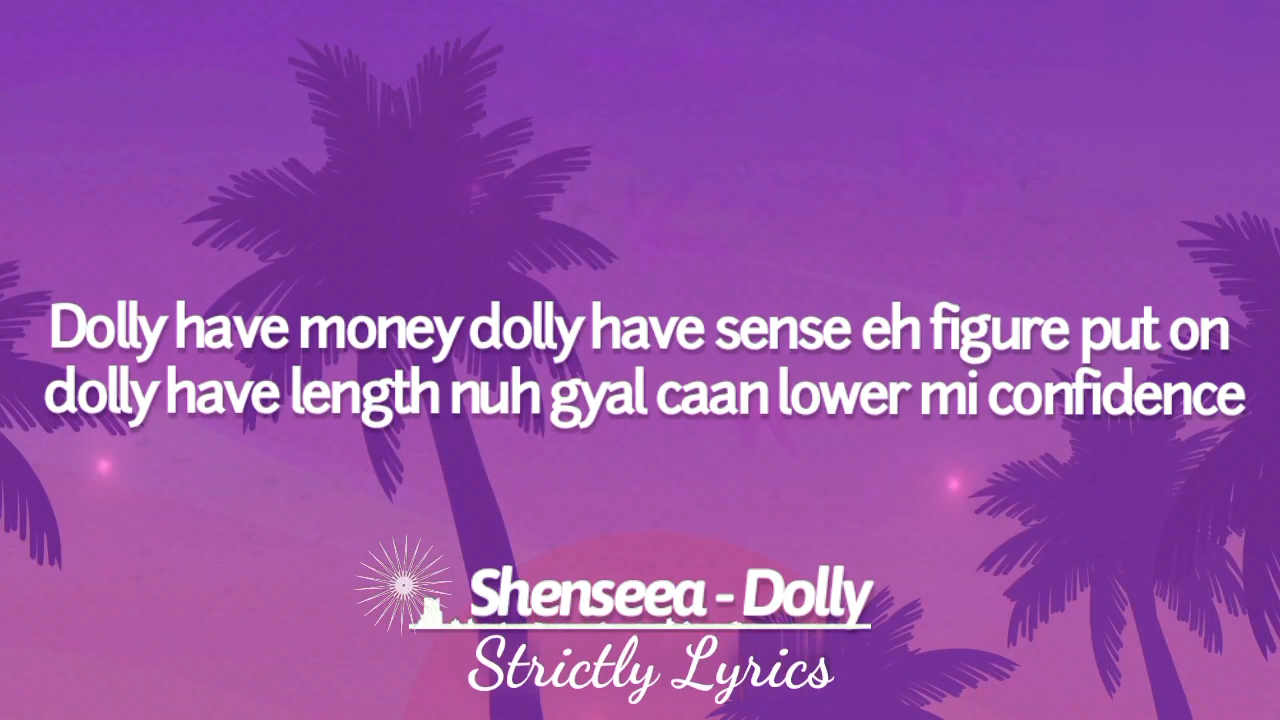 Dolly have money dolly have sense eh figure put on
dolly have length nuh gyal caan lower mi confidence
Shenseea - Dolly
Strictly Lyrics